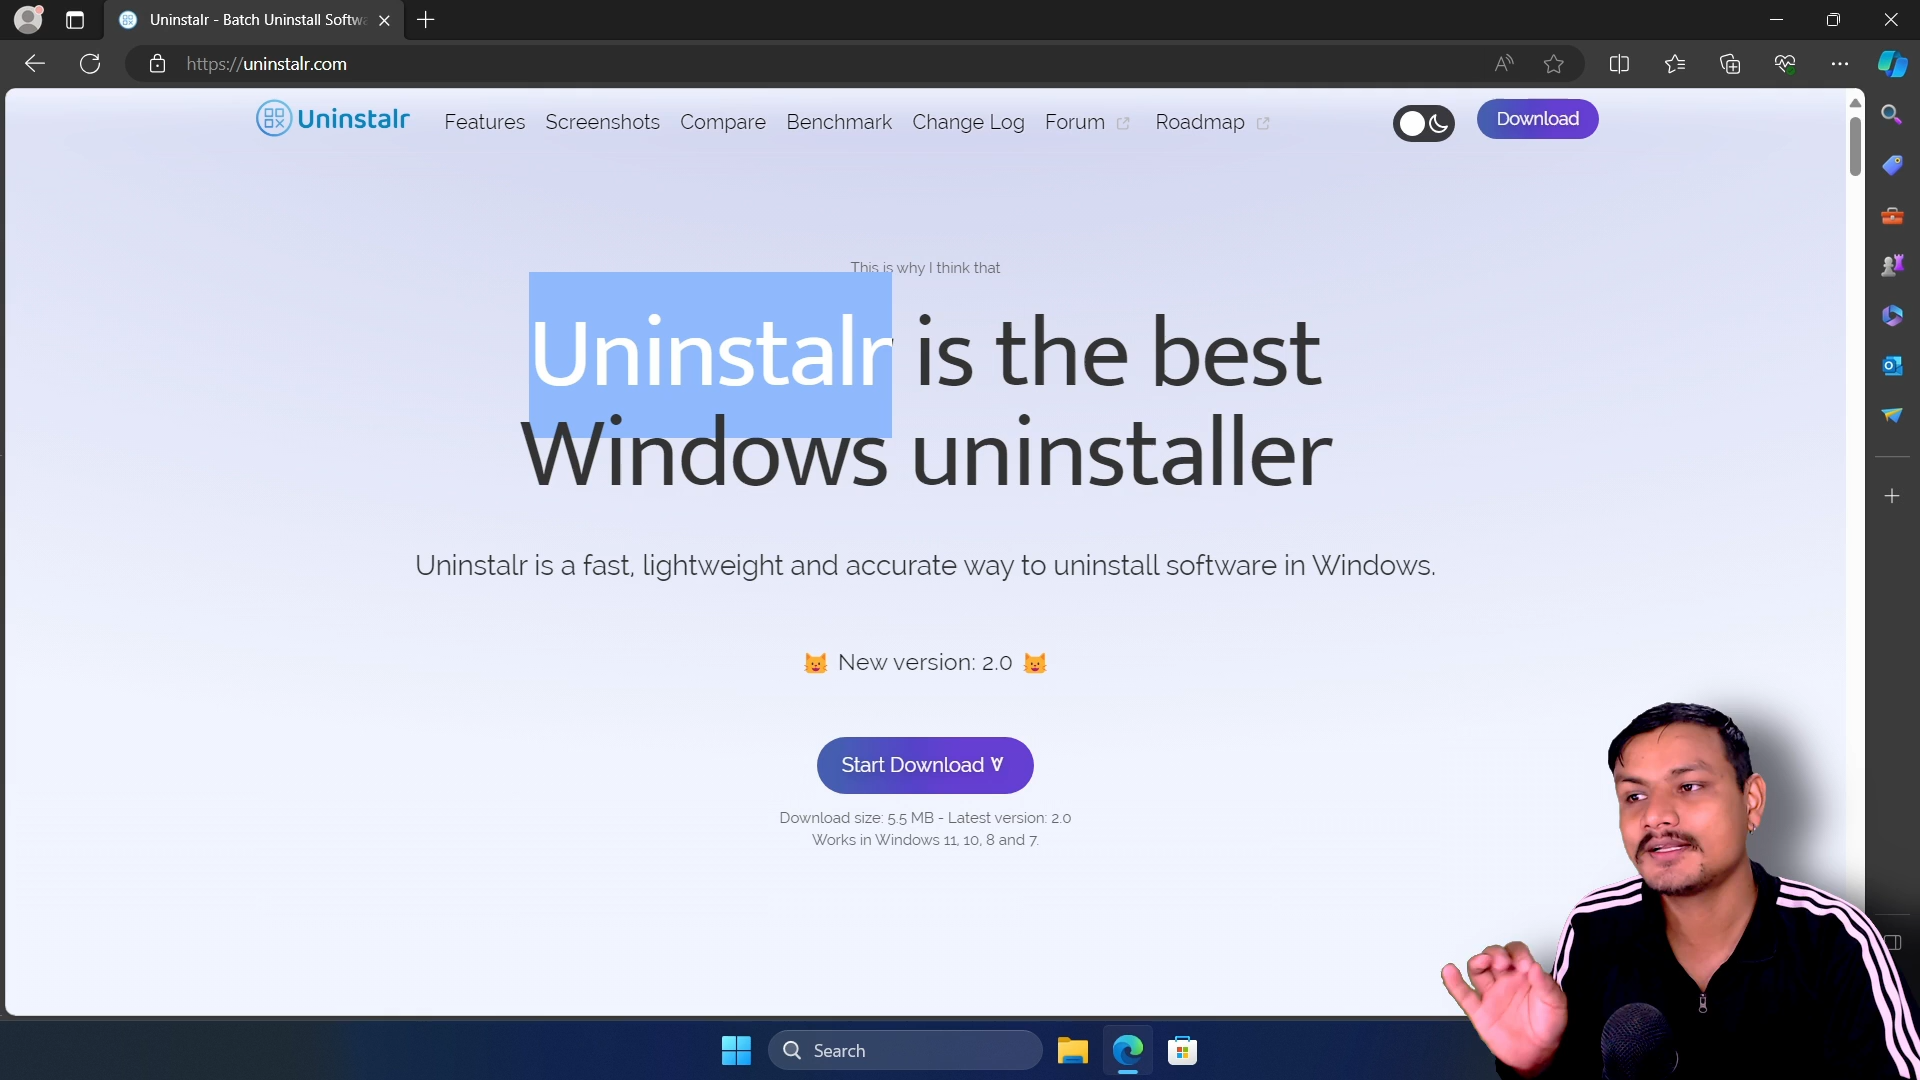 Uninstalr - Batch Uninstall Softw
https://uninstalr.com
Uninstalr Features Screenshots Compare Benchmark Change Log Forum Roadmap Download
This is why I think that
Uninstalr is the best
Windows uninstaller
Uninstalr is a fast, lightweight and accurate way to uninstall software in Windows.
New version: 2.0
Start Download
Download size: 5.5 MB - Latest version: 2.0
Works in Windows 11, 10, 8 and 7.
Search